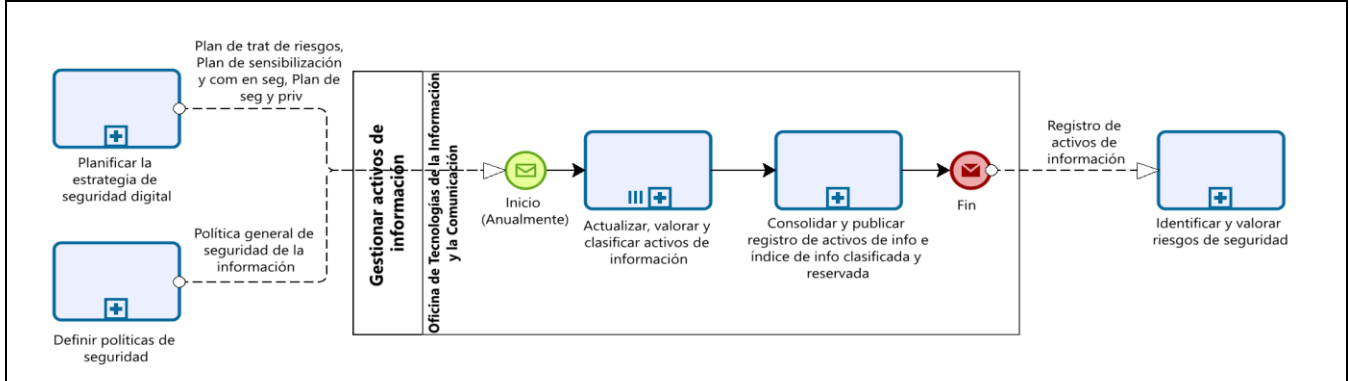 Plan de trat de riesgos,
Plan de sensibilización
y com en seg, Plan de
seg y priv
Planificar la
estrategia de
seguridad digital
Política general de
seguridad de la
información
Definir políticas de
seguridad
Gestionar activos de
información
Oficina de Tecnologías de la Información
y la Comunicación
Inicio
(Anualmente)
Actualizar, valorar y
clasificar activos de
información
Consolidar y publicar
registro de activos de info e
índice de info clasificada y
reservada
Fin
Registro de
activos de
información
Identificar y valorar
riesgos de seguridad